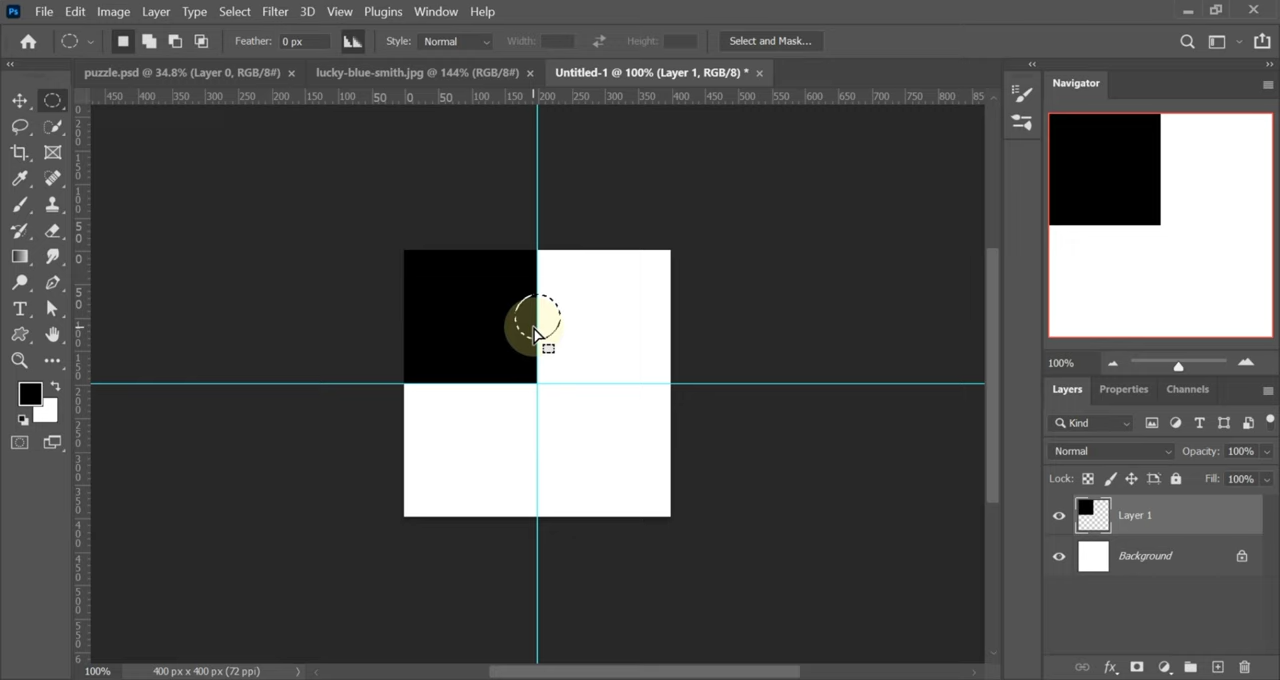 Ps File Edit Image Layer Type Select Filter 3D View Plugins Window Help
Feather: 0 px Style: Normal Width: Height: Select and Mask...
puzzle.psd @ 34.8% (Layer 0, RGB/8#) × lucky-blue-smith.jpg @ 144% (RGB/8#) × Untitled-1 @ 100% (Layer 1, RGB/8) * ×
450 400 350 300 250 200 150 100 50 0 50 100 150 200 250 300 350 400 450 500 550 600 650 700 750 800 85
Navigator
100%
Layers Properties Channels
Kind
Normal Opacity: 100%
Lock: Fill: 100%
Layer 1
Background
100% 400 px x 400 px (72 ppi)
fx